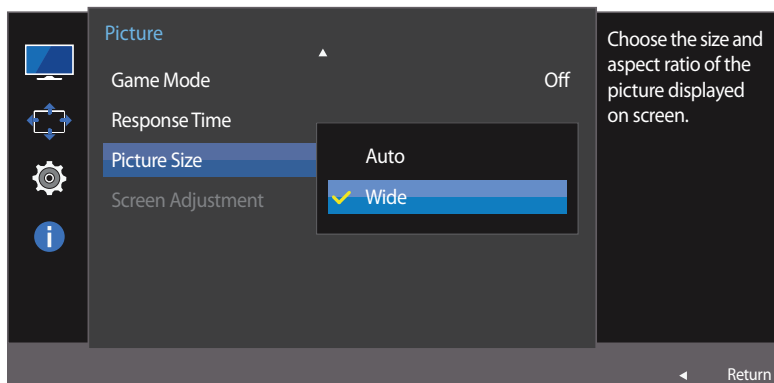 Picture
Game Mode Off
Response Time
Picture Size
Auto
Wide
Screen Adjustment
Choose the size and
aspect ratio of the
picture displayed
on screen.
Return